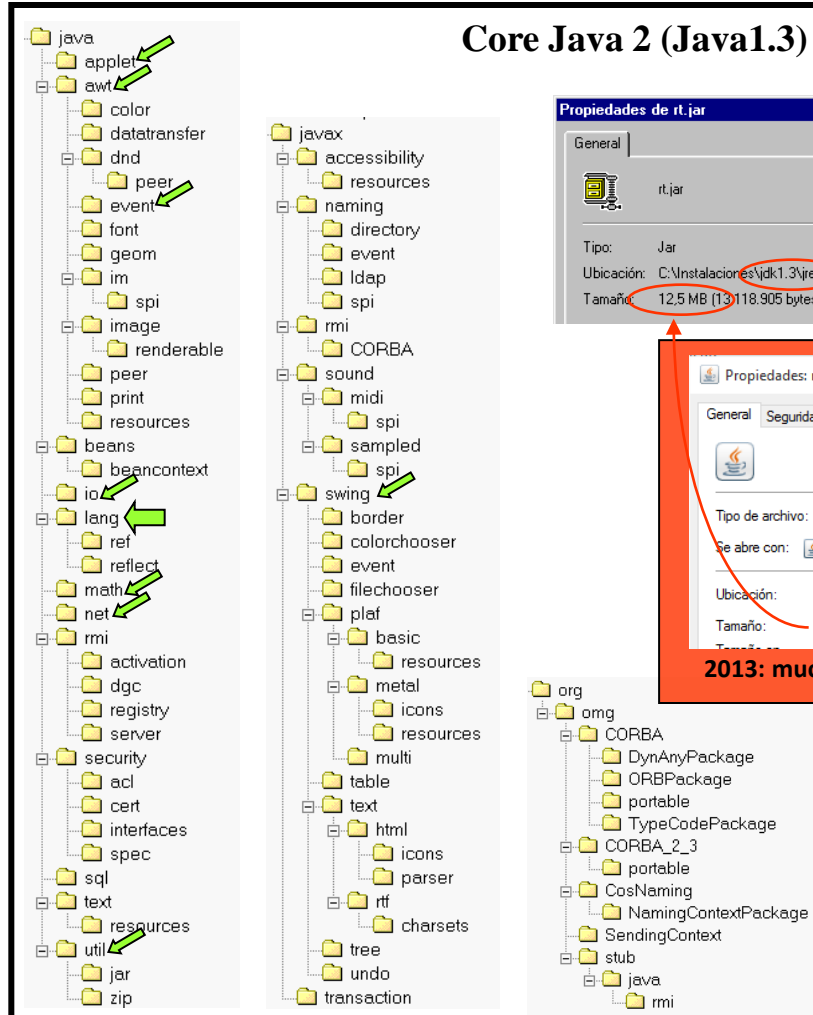 Core Java 2 (Java1.3)
java
applet
awt
color
datatransfer
dnd
peer
event
font
geom
im
spi
image
renderable
peer
print
resources
beans
beancontext
io
lang
ref
reflect
math
net
rmi
activation
dgc
registry
server
security
acl
cert
interfaces
spec
sql
text
resources
util
jar
zip
javax
accessibility
resources
naming
directory
event
ldap
spi
rmi
CORBA
sound
midi
spi
sampled
spi
swing
border
colorchooser
event
filechooser
plaf
basic
resources
metal
icons
resources
multi
table
text
html
icons
parser
rtf
charsets
tree
undo
transaction
Propiedades de rt.jar
General
rt.jar
Tipo: Jar
Ubicación: C:\Instalaciones\jdk1.3\jre
Tamaño: 12,5 MB (13.118.905 bytes
Propiedades:
General Segurida
Tipo de archivo:
Se abre con:
Ubicación:
Tamaño:
2013:
org
omg
CORBA
DynAnyPackage
ORBPackage
portable
TypeCodePackage
CORBA_2_3
portable
CosNaming
NamingContextPackage
SendingContext
stub
java
rmi